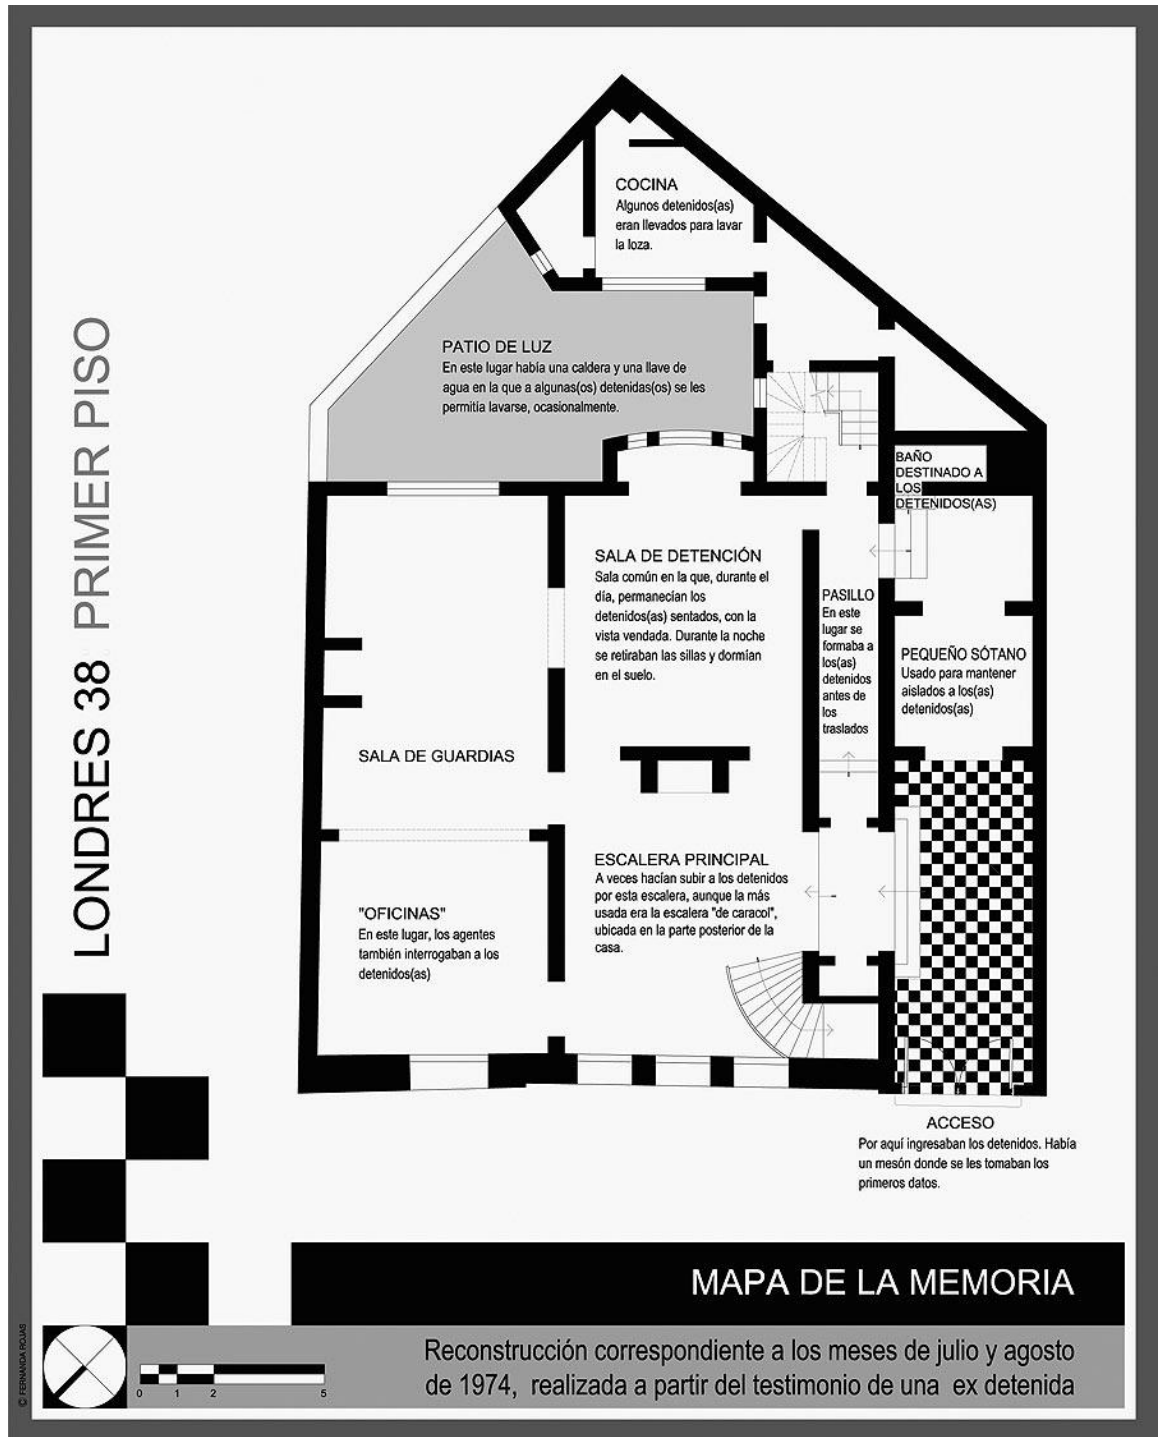 COCINA
Algunos detenidos(as)
eran llevados para lavar
la loza.
PATIO DE LUZ
En este lugar había una caldera y una llave de
agua en la que a algunas(os) detenidas(os) se les
permitia lavarse, ocasionalmente.
BAÑO
DESTINADO A
LOS
DETENIDOS(AS)
SALA DE DETENCIÓN
Sala común en la que, durante el
día, permanecían los
detenidos(as) sentados, con la
vista vendada. Durante la noche
se retiraban las sillas y dormían
en el suelo.
PASILLO
En este
lugar se
formaba a
los(as)
detenidos
antes de
los
traslados
PEQUEÑO SÓTANO
Usado para mantener
aislados a los(as)
detenidos(as)
SALA DE GUARDIAS
ESCALERA PRINCIPAL
A veces hacían subir a los detenidos
por esta escalera, aunque la más
usada era la escalera "de caracol",
ubicada en la parte posterior de la
casa.
"OFICINAS"
En este lugar, los agentes
también interrogaban a los
detenidos(as)
ACCESO
Por aquí ingresaban los detenidos. Había
un mesón donde se les tomaban los
primeros datos.
LONDRES 38 PRIMER PISO
MAPA DE LA MEMORIA
Reconstrucción correspondiente a los meses de julio y agosto
de 1974, realizada a partir del testimonio de una ex detenida
0 1 2 5
© FERNANDA ROJAS